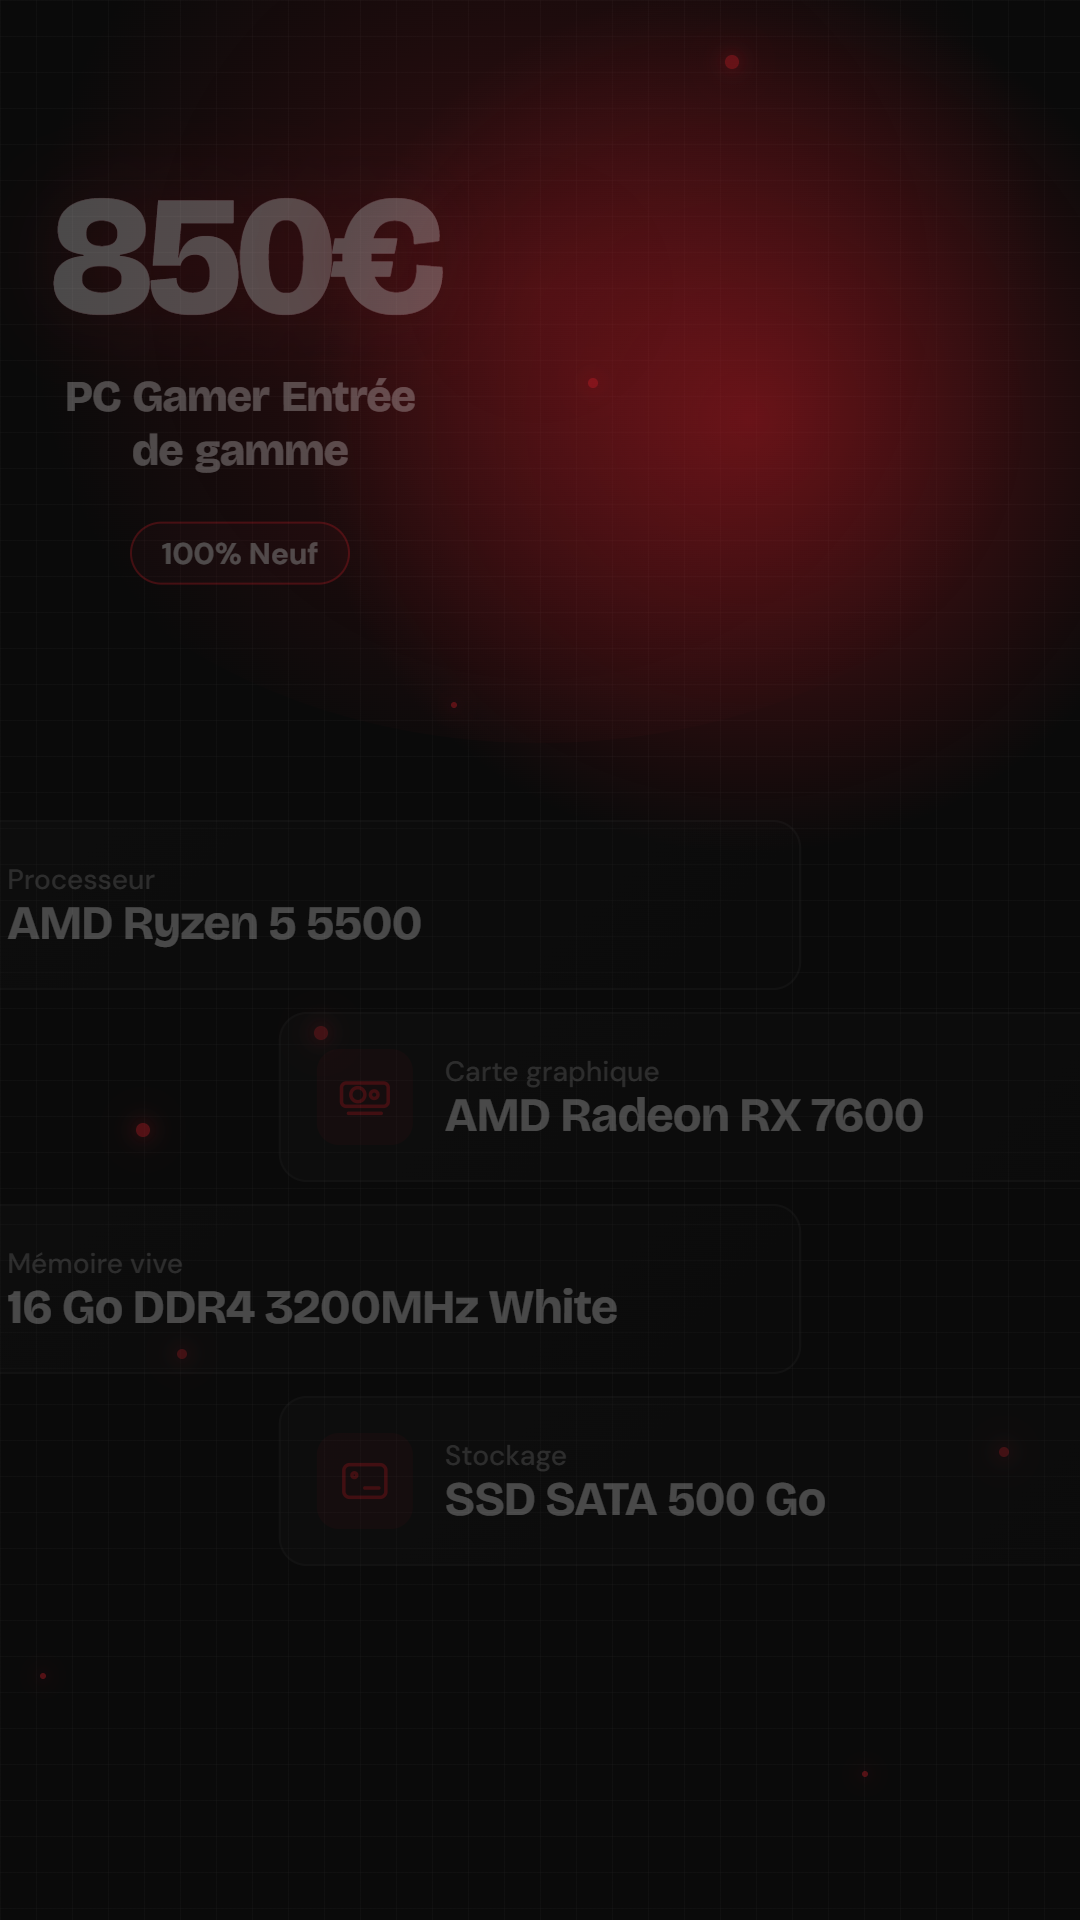 850€
PC Gamer Entrée
de gamme
100% Neuf
Processeur
AMD Ryzen 5 5500
Carte graphique
AMD Radeon RX 7600
Mémoire vive
16 Go DDR4 3200MHz White
Stockage
SSD SATA 500 Go